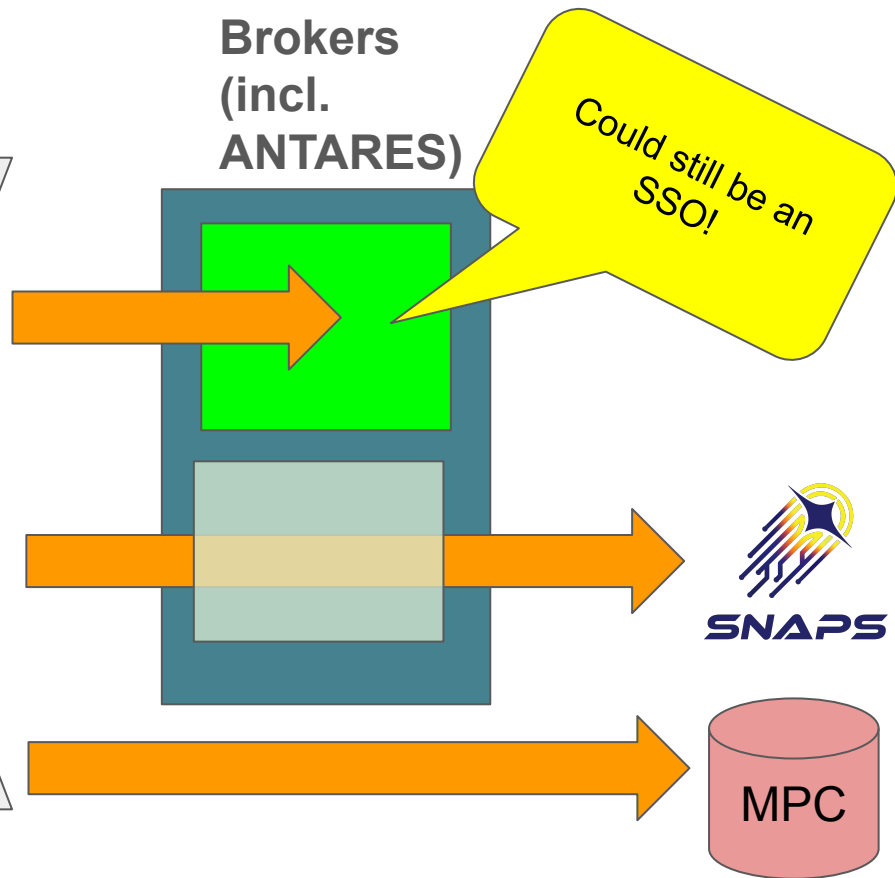 Brokers
(incl.
ANTARES)
Could still be an
SSO!
SNAPS
MPC